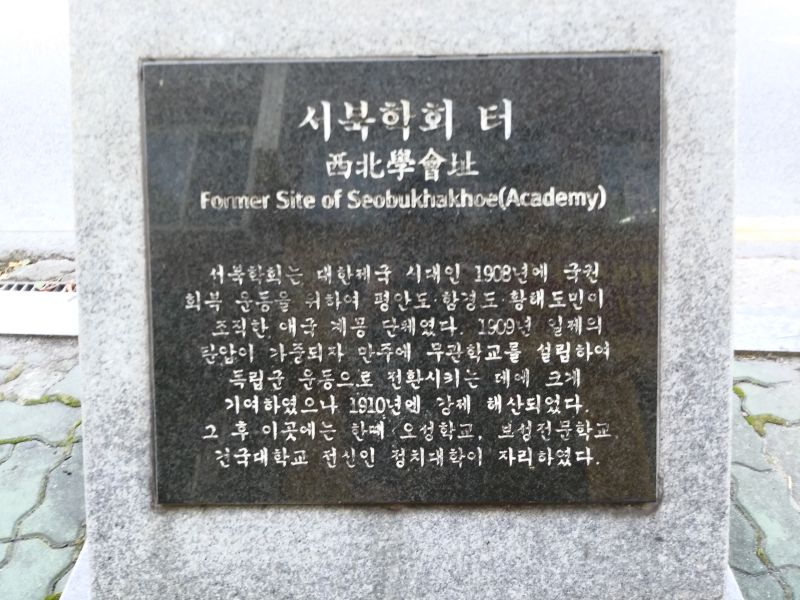 서북학회 터
西北學會址
Former Site of Seobukhakhoe(Academy)
서북학회는 대한제국 시대인 1908년에 국권
회복 운동을 위하여 평안도·함경도·황해도민이
조직한 애국 계몽 단체였다. 1909년 일제의
탄압이 가중되자 만주에 무관학교를 설립하여
독립군 운동으로 전환시키는 데에 크게
기여하였으나 1910년엔 강제 해산되었다.
그 후 이곳에는 한때 오성학교, 보성전문학교,
건국대학교 전신인 정치대학이 자리하였다.